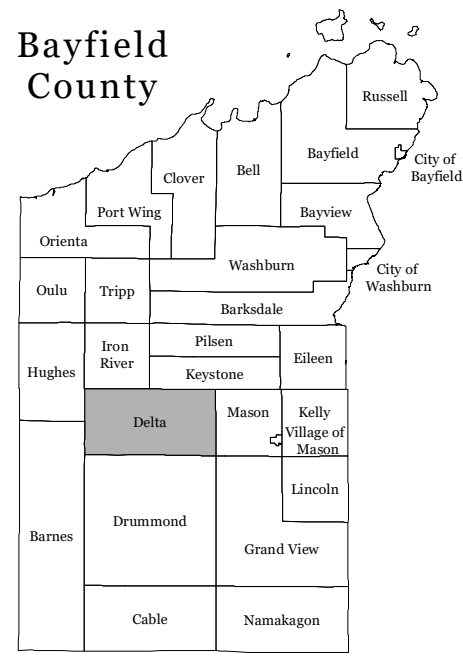 Bayfield
County
Russell
Bayfield
City of
Bayfield
Clover
Bell
Port Wing
Bayview
Orienta
Washburn
City of
Washburn
Oulu
Tripp
Barksdale
Iron
River
Pilsen
Eileen
Hughes
Keystone
Delta
Mason
Kelly
Village of
Mason
Lincoln
Drummond
Barnes
Grand View
Cable
Namakagon